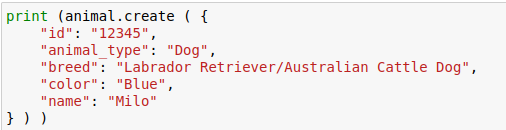 print (animal.create ( {
    "id": "12345",
    "animal_type": "Dog",
    "breed": "Labrador Retriever/Australian Cattle Dog",
    "color": "Blue",
    "name": "Milo"
} ) )